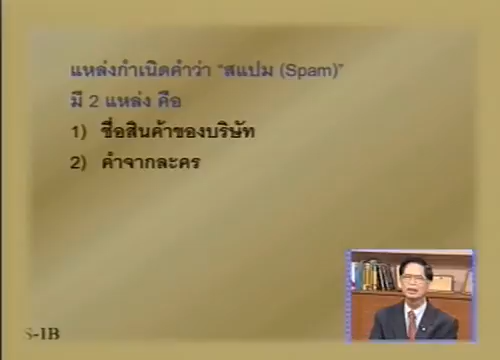 แหล่งกำเนิดคำว่า “สแปม (Spam)”
มี 2 แหล่ง คือ
1) ชื่อสินค้าของบริษัท
2) คำจากละคร
S-1B